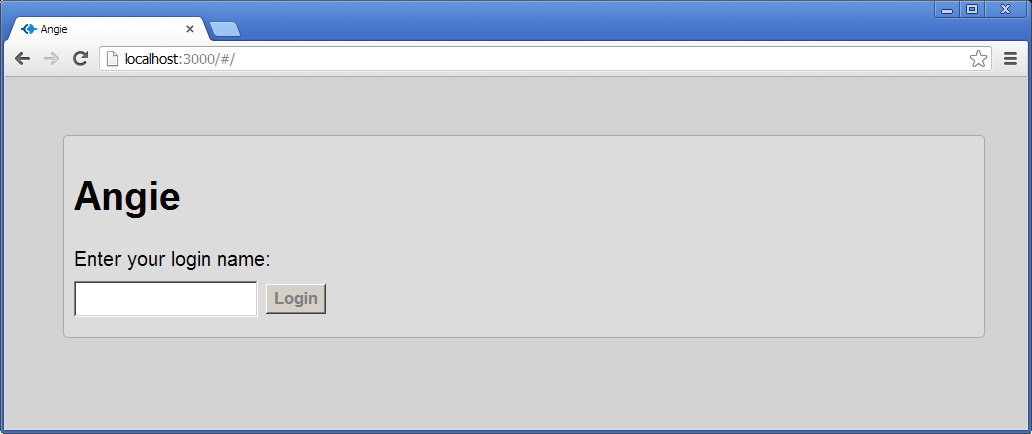 Angie
localhost:3000/#/
Angie
Enter your login name:
Login